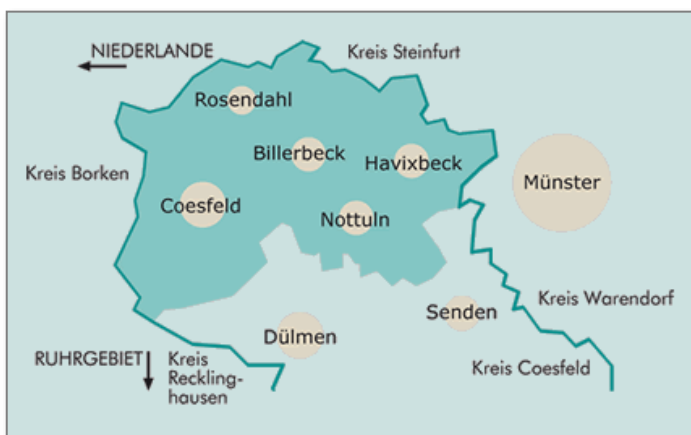 NIEDERLANDE
Kreis Steinfurt
Rosendahl
Billerbeck
Havixbeck
Kreis Borken
Münster
Coesfeld
Nottuln
Kreis Warendorf
Senden
Dülmen
RUHRGEBIET
Kreis
Reckling-
hausen
Kreis Coesfeld